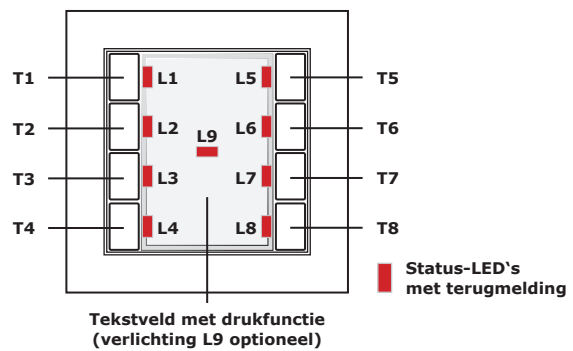 T1 L1 L5 T5
T2 L2 L9 L6 T6
T3 L3 L7 T7
T4 L4 L8 T8
Status-LED‘s
met terugmelding
Tekstveld met drukfunctie
(verlichting L9 optioneel)